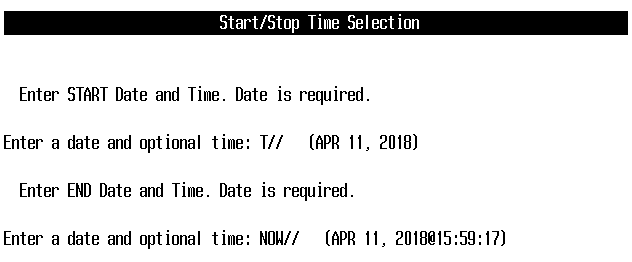 Start/Stop Time Selection
Enter START Date and Time. Date is required.
Enter a date and optional time: T// (APR 11, 2018)
Enter END Date and Time. Date is required.
Enter a date and optional time: NOW// (APR 11, 2018@15:59:17)